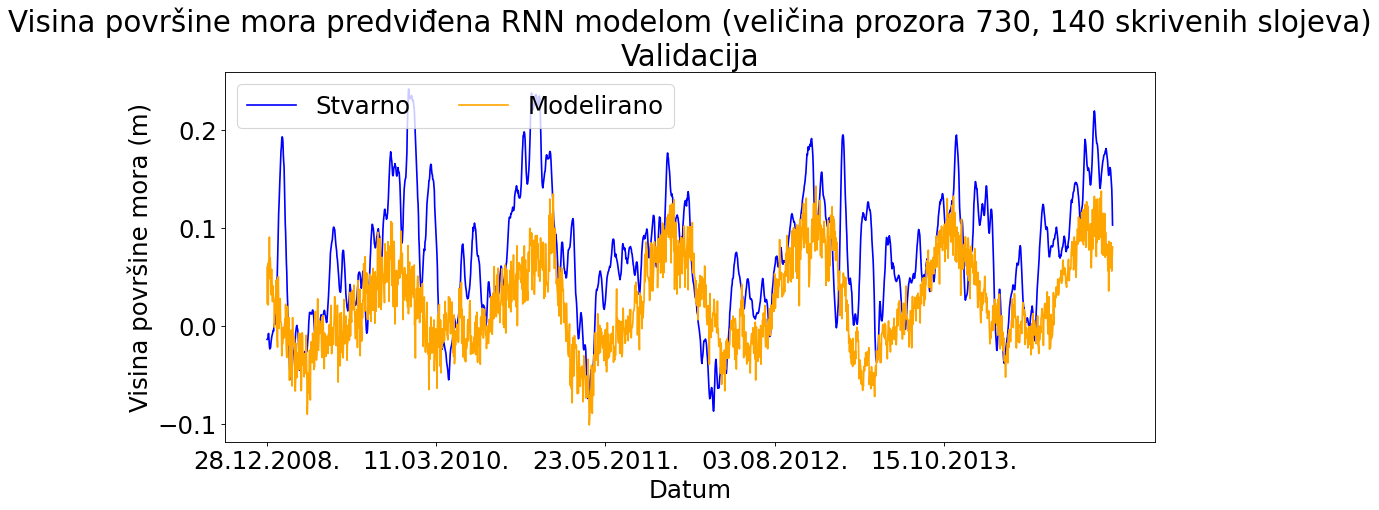 Visina površine mora predviđena RNN modelom (veličina prozora 730, 140 skrivenih slojeva)
Validacija
Stvarno Modelirano
Visina površine mora (m)
0.2
0.1
0.0
−0.1
28.12.2008. 11.03.2010. 23.05.2011. 03.08.2012. 15.10.2013.
Datum